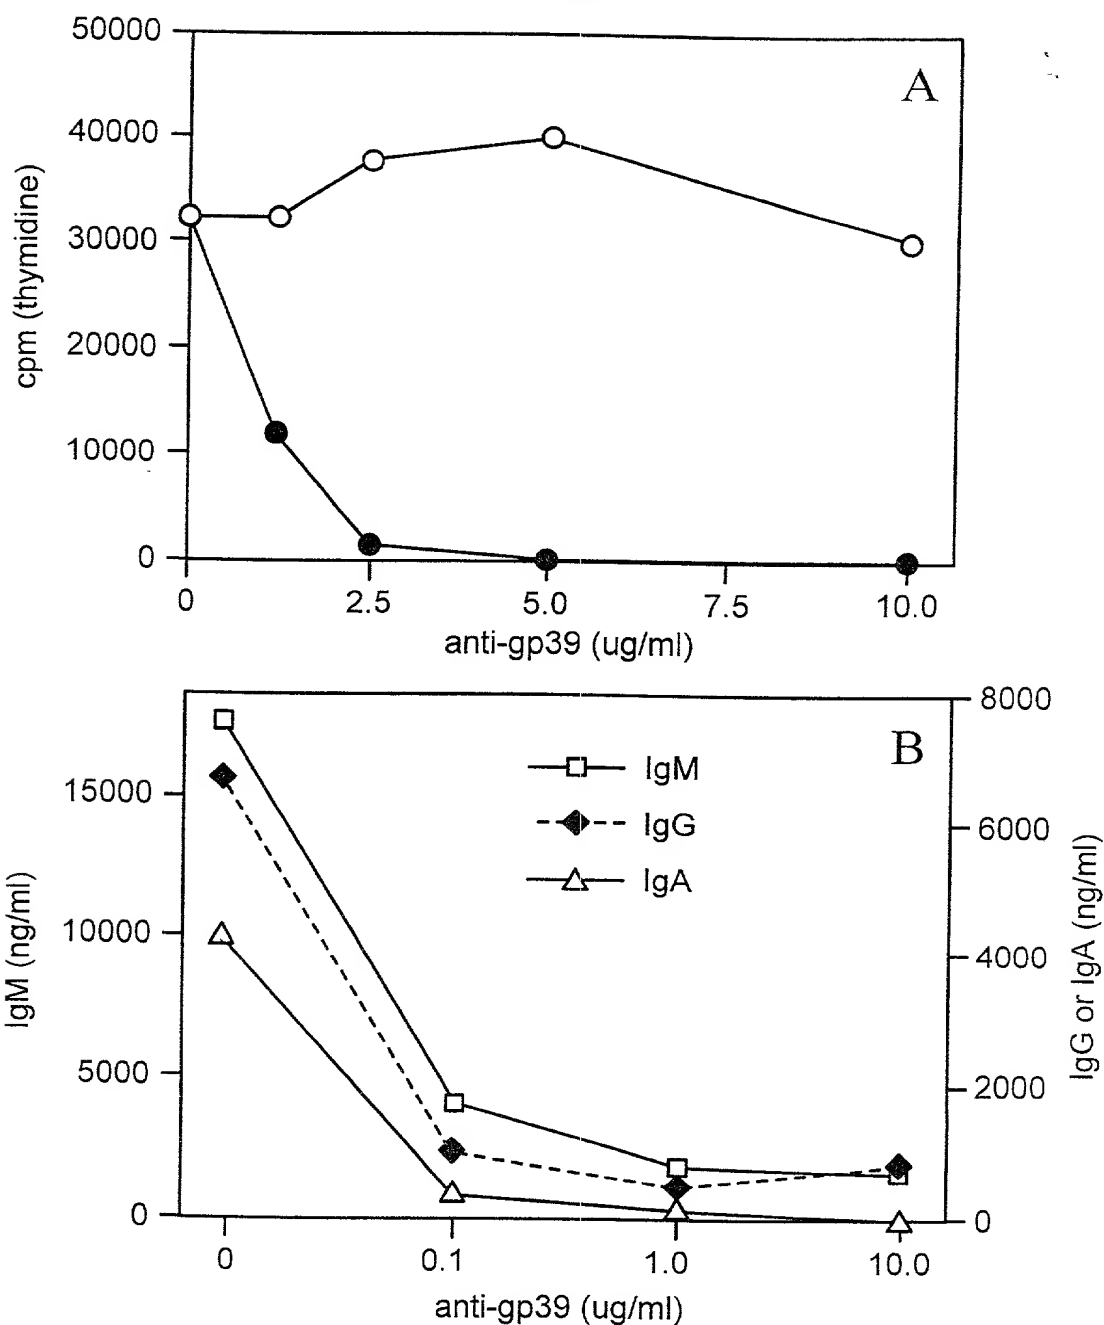 50000
A
40000
30000
20000
10000
0
cpm (thymidine)
0
2.5
5.0
7.5
10.0
anti-gp39 (ug/ml)
B
IgM
IgG
IgA
15000
10000
5000
0
IgM (ng/ml)
8000
6000
4000
2000
0
IgG or IgA (ng/ml)
0
0.1
1.0
10.0
anti-gp39 (ug/ml)